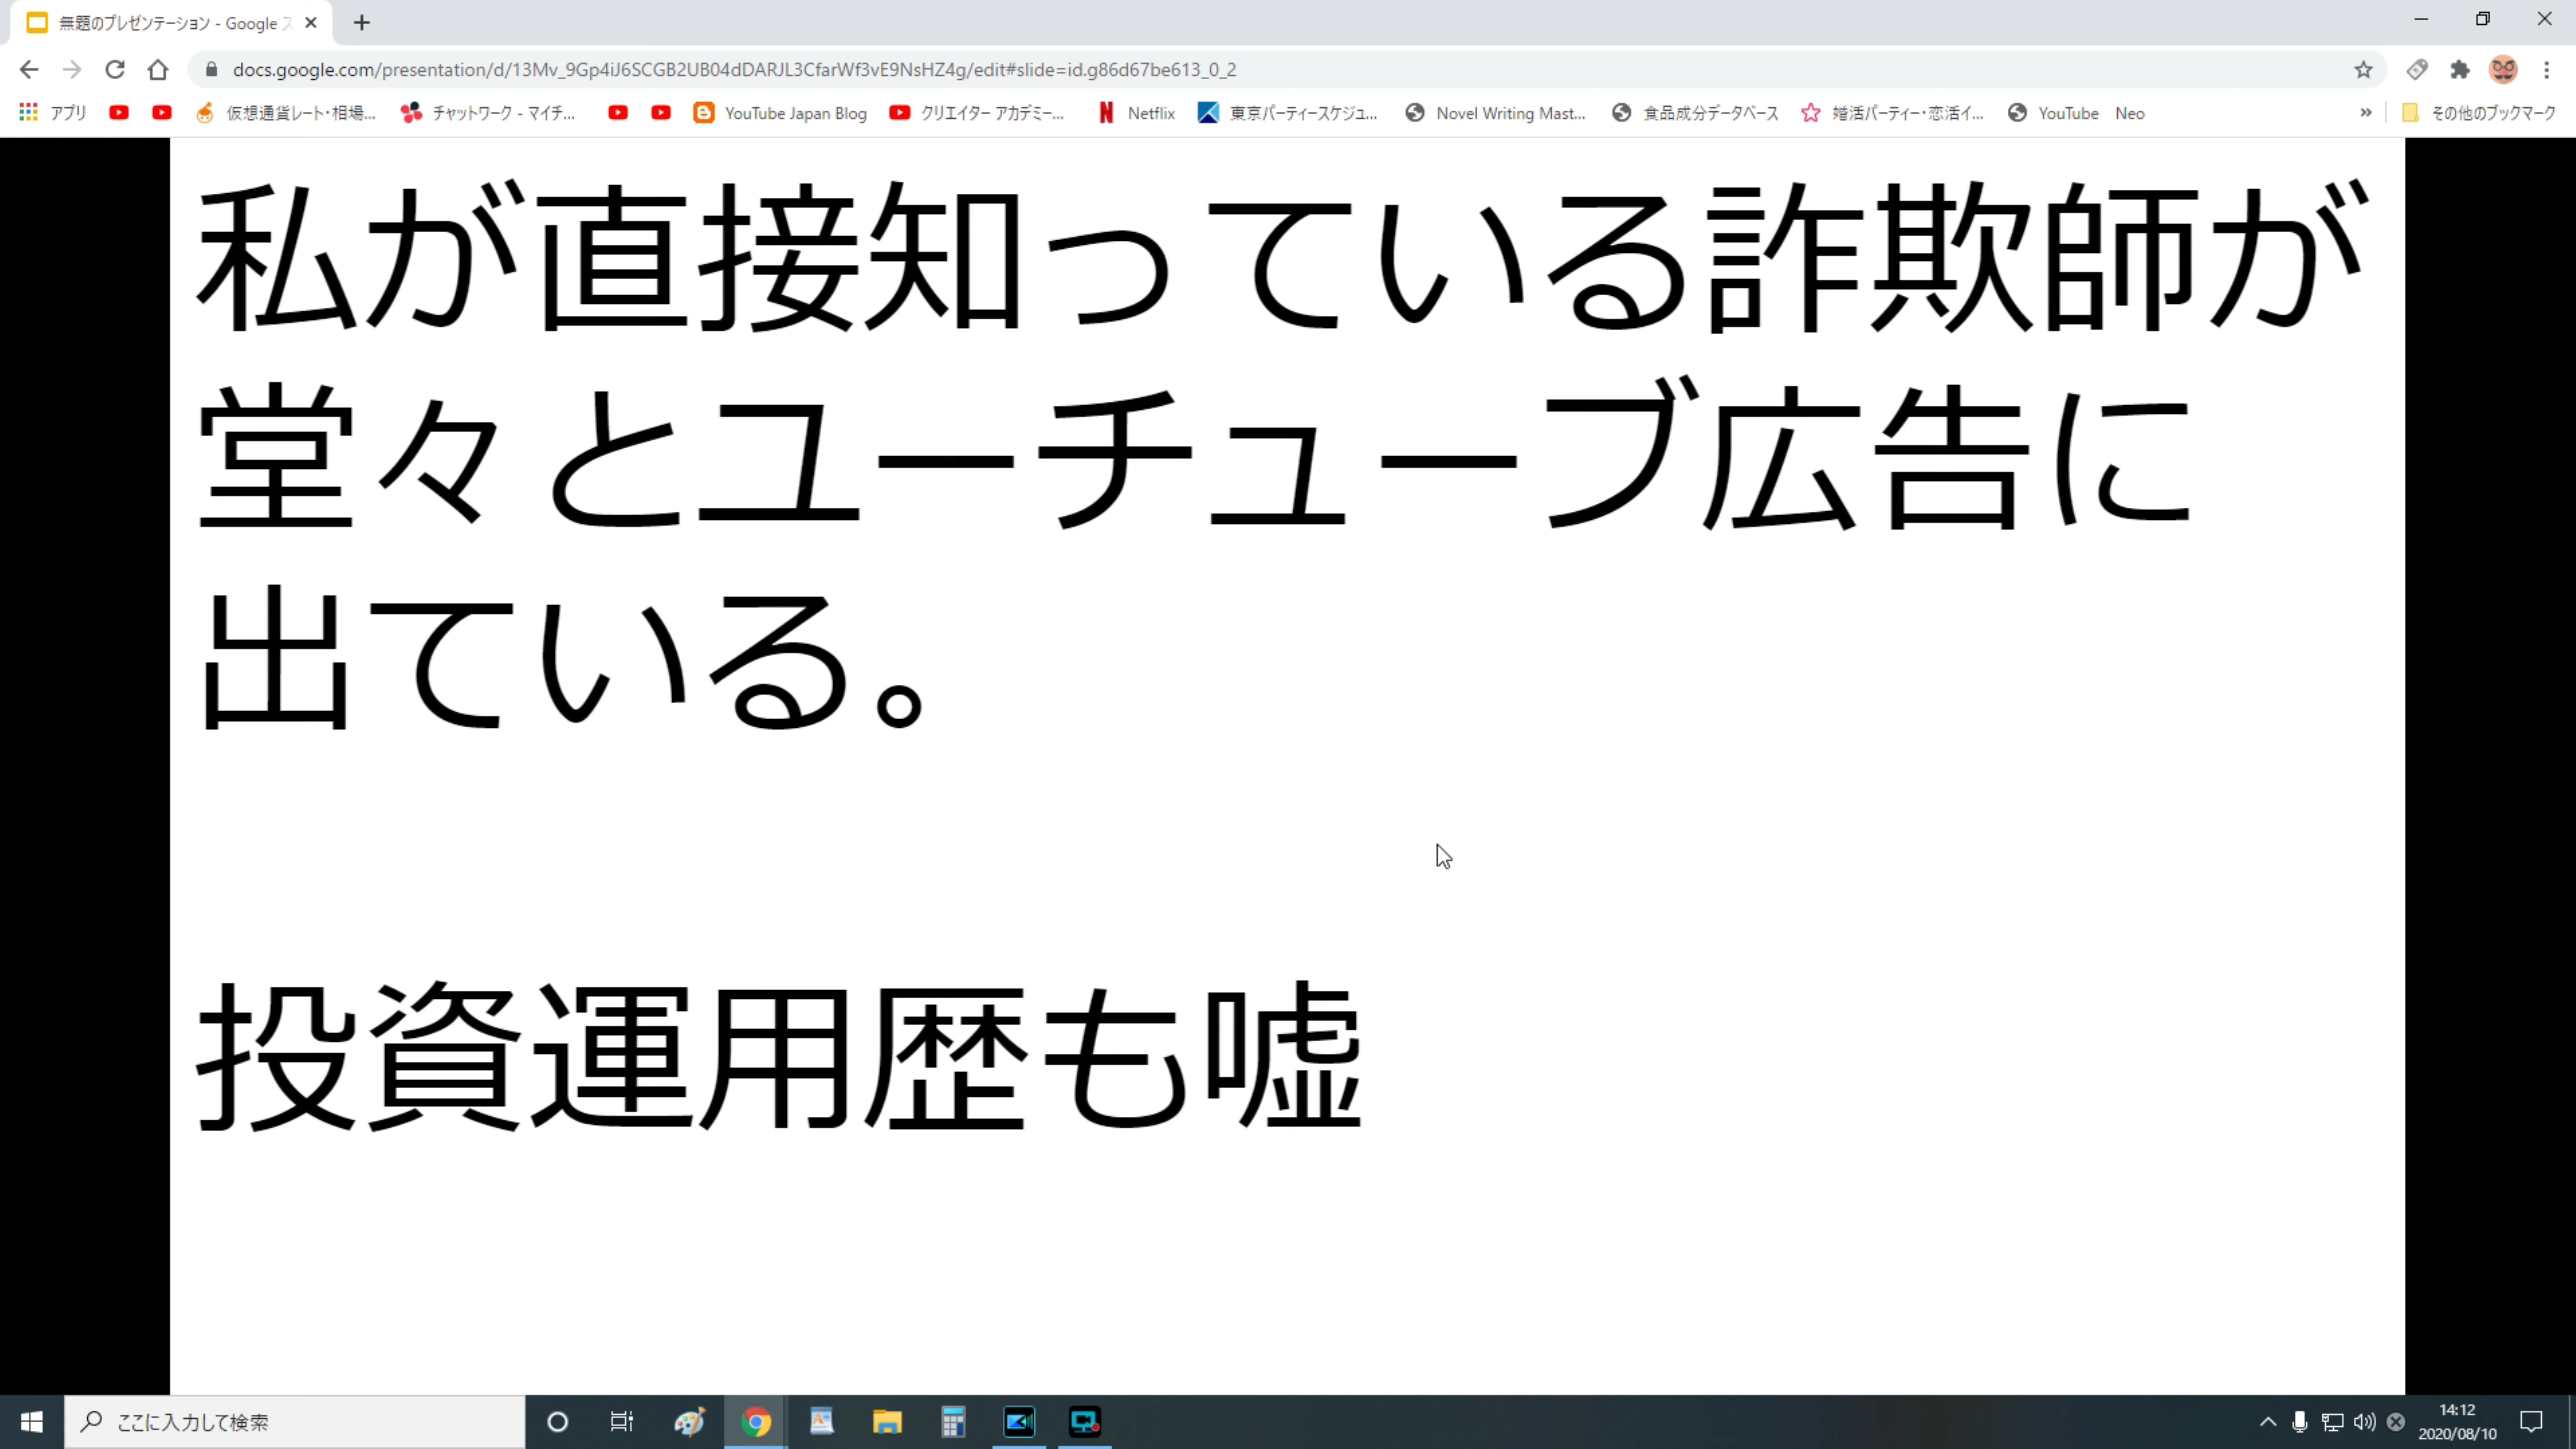 無題のプレゼンテーション - Google ス
docs.google.com/presentation/d/13Mv_9Gp4iJ6SCGB2UB04dDARJL3CfarWf3vE9NsHZ4g/edit#slide=id.g86d67be613_0_2
アプリ 仮想通貨レート・相場... チャットワーク - マイチ... YouTube Japan Blog クリエイター アカデミー... Netflix 東京パーティースケジュ... Novel Writing Mast... 食品成分データベース 婚活パーティー・恋活イ... YouTube Neo » その他のブックマーク
私が直接知っている詐欺師が
堂々とユーチューブ広告に
出ている。
投資運用歴も嘘
ここに入力して検索
14:12
2020/08/10